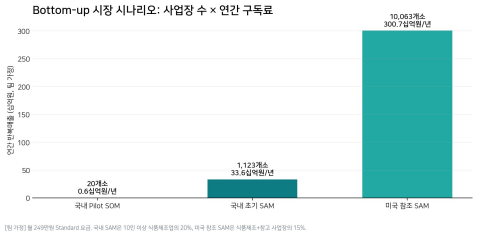 Bottom-up 시장 시나리오: 사업장 수 × 연간 구독료
연간 반복매출 (십억원, 팀 가정)
300
250
200
150
100
50
0
20개소
0.6십억원/년
1,123개소
33.6십억원/년
10,063개소
300.7십억원/년
국내 Pilot SOM
국내 초기 SAM
미국 참조 SAM
[팀 가정] 월 249만원 Standard 요금. 국내 SAM은 10인 이상 식품제조업의 20%, 미국 참조 SAM은 식품제조+창고 사업장의 15%.